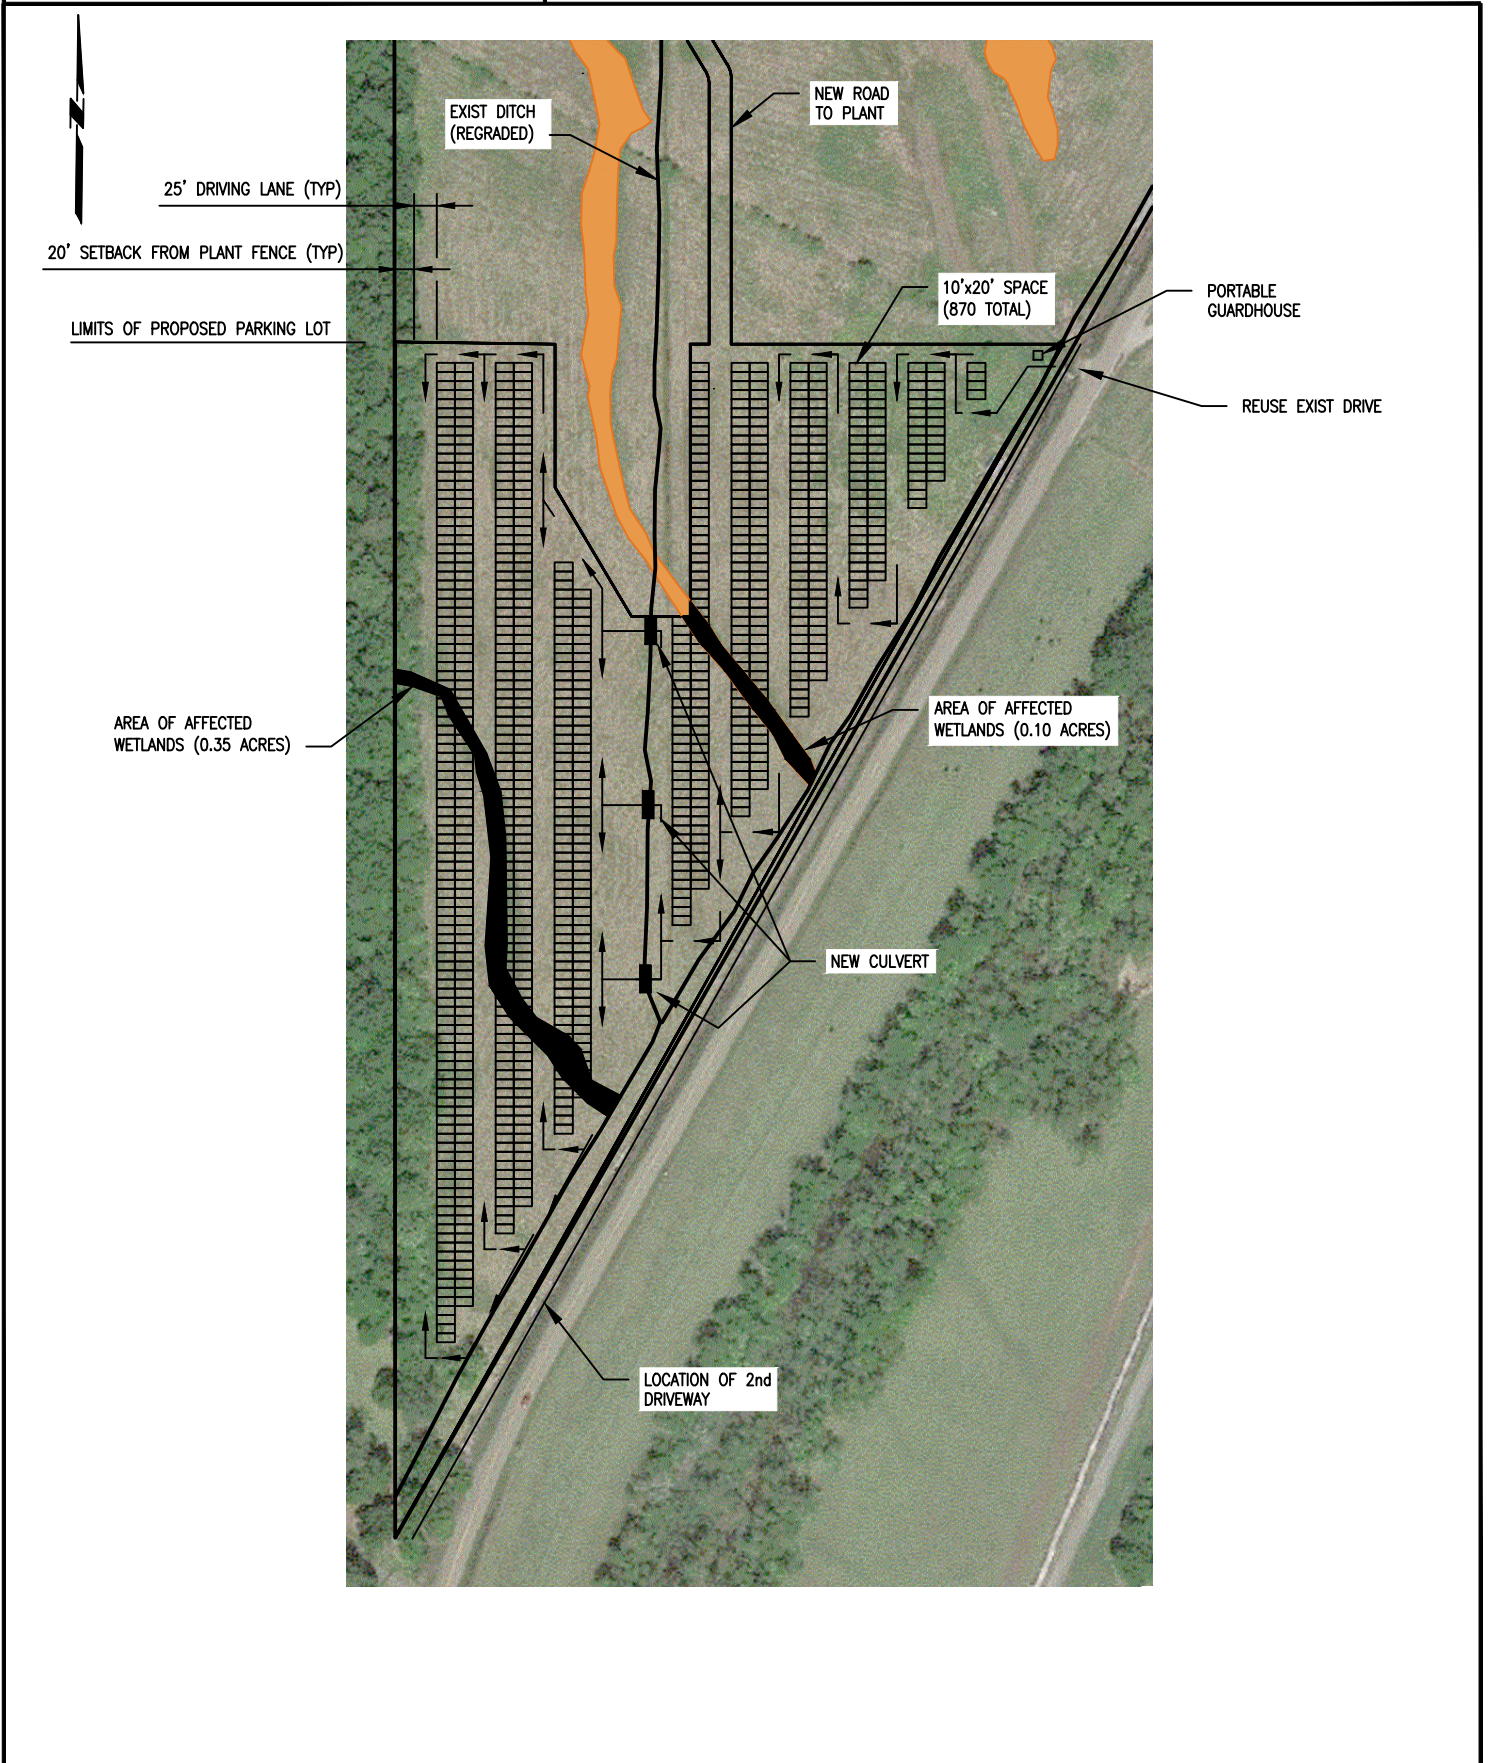 EXIST DITCH
(REGRADED)
NEW ROAD
TO PLANT
25' DRIVING LANE (TYP)
20' SETBACK FROM PLANT FENCE (TYP)
LIMITS OF PROPOSED PARKING LOT
10'x20' SPACE
(870 TOTAL)
PORTABLE
GUARDHOUSE
REUSE EXIST DRIVE
AREA OF AFFECTED
WETLANDS (0.35 ACRES)
AREA OF AFFECTED
WETLANDS (0.10 ACRES)
NEW CULVERT
LOCATION OF 2nd
DRIVEWAY